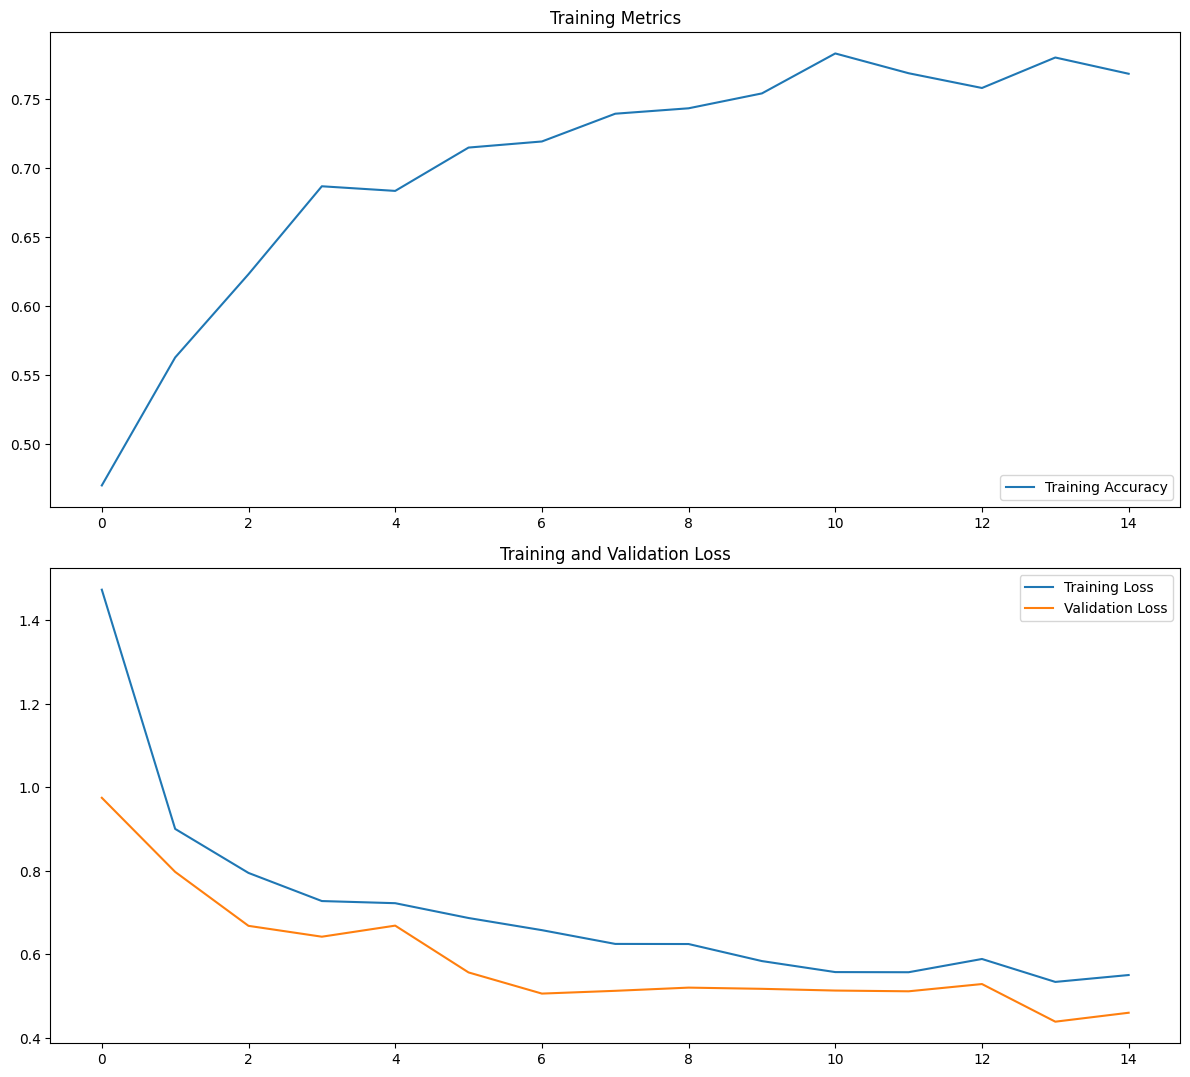 Training Metrics
0.75
0.70
0.65
0.60
0.55
0.50
Training Accuracy
0 2 4 6 8 10 12 14
Training and Validation Loss
Training Loss
Validation Loss
1.4
1.2
1.0
0.8
0.6
0.4
0 2 4 6 8 10 12 14